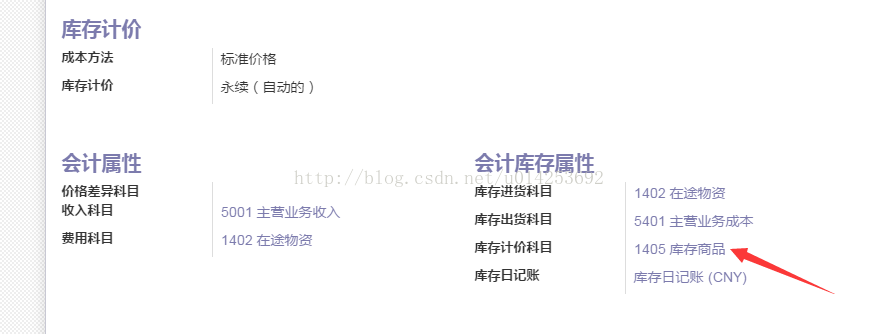 库存计价
成本方法 标准价格
库存计价 永续（自动的）
会计属性
价格差异科目
收入科目 5001 主营业务收入
费用科目 1402 在途物资
会计库存属性
库存进货科目 1402 在途物资
库存出货科目 5401 主营业务成本
库存计价科目 1405 库存商品
库存日记账 库存日记账 (CNY)
http://blog.csdn.net/u014253692